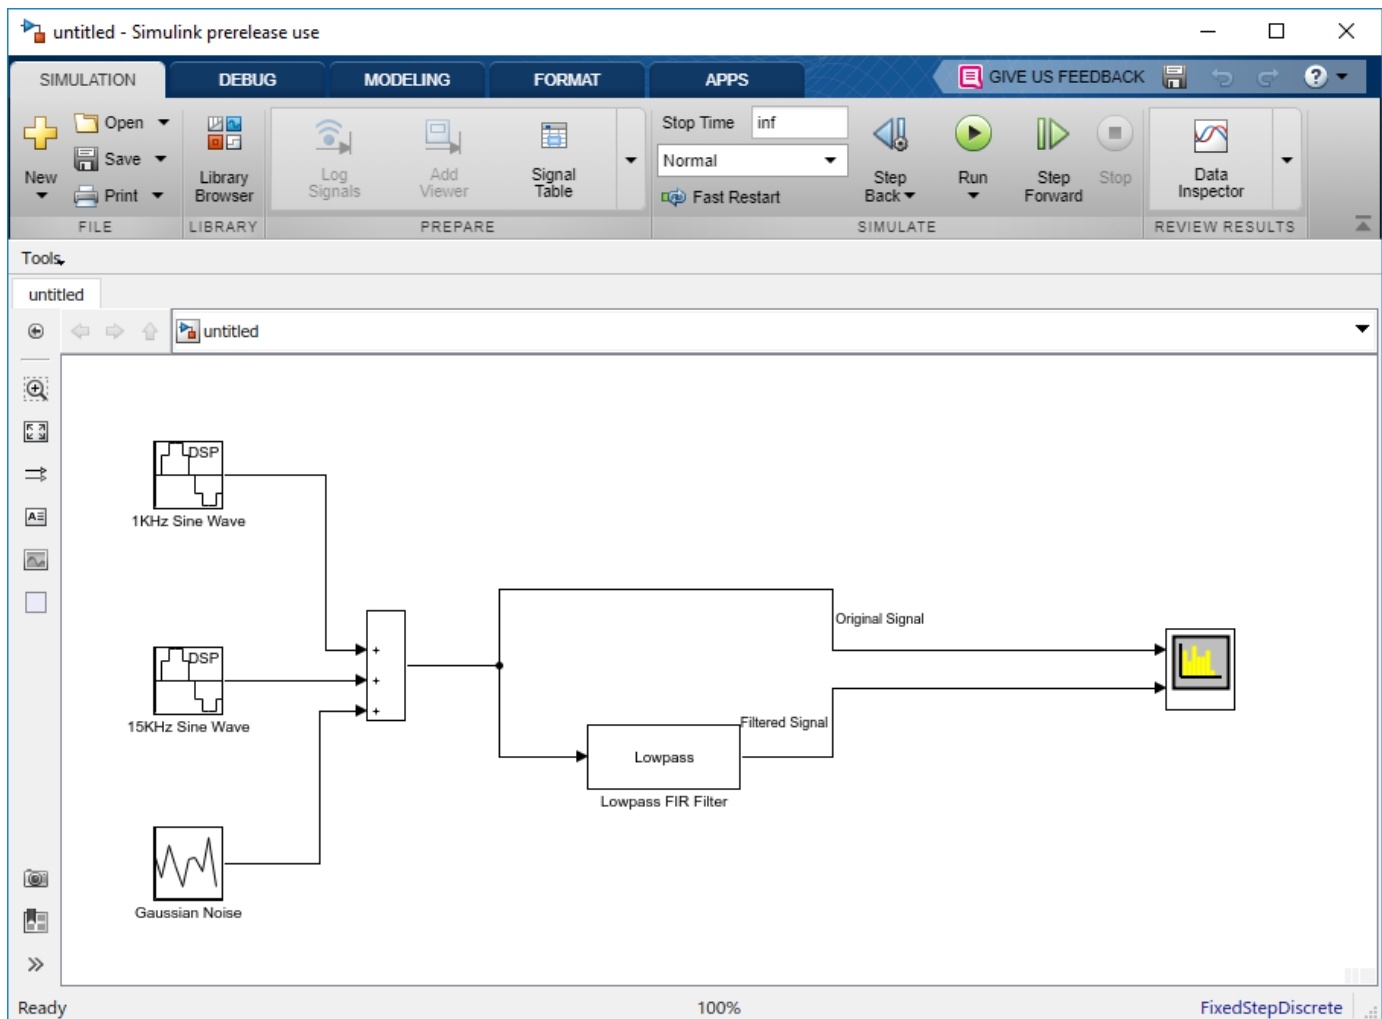 untitled - Simulink prerelease use
SIMULATION DEBUG MODELING FORMAT APPS GIVE US FEEDBACK ?
New
Open
Save
Print
FILE
Library
Browser
LIBRARY
Log
Signals
Add
Viewer
Signal
Table
PREPARE
Stop Time inf
Normal
Fast Restart
Step
Back
Run
Step
Forward
Stop
SIMULATE
Data
Inspector
REVIEW RESULTS
Tools
untitled
untitled
DSP
1KHz Sine Wave
DSP
15KHz Sine Wave
Gaussian Noise
+
+
+
Original Signal
Filtered Signal
Lowpass
Lowpass FIR Filter
Ready 100% FixedStepDiscrete